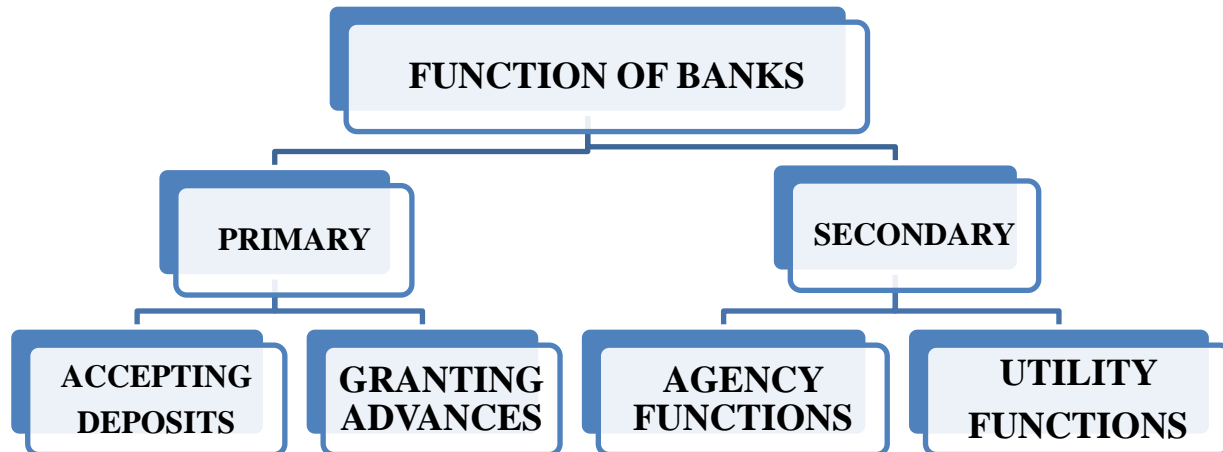 FUNCTION OF BANKS
PRIMARY
SECONDARY
ACCEPTING
DEPOSITS
GRANTING
ADVANCES
AGENCY
FUNCTIONS
UTILITY
FUNCTIONS